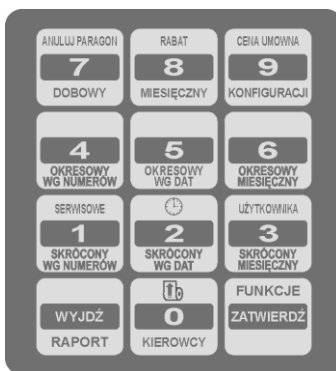 ANULUJ PARAGON RABAT CENA UMOWNA
7 8 9
DOBOWY MIESIĘCZNY KONFIGURACJI
4 5 6
OKRESOWY OKRESOWY OKRESOWY
WG NUMERÓW WG DAT MIESIĘCZNY
SERWISOWE UŻYTKOWNIKA
1 2 3
SKRÓCONY SKRÓCONY SKRÓCONY
WG NUMERÓW WG DAT MIESIĘCZNY
FUNKCJE
WYJDŹ 0 ZATWIERDŹ
RAPORT KIEROWCY